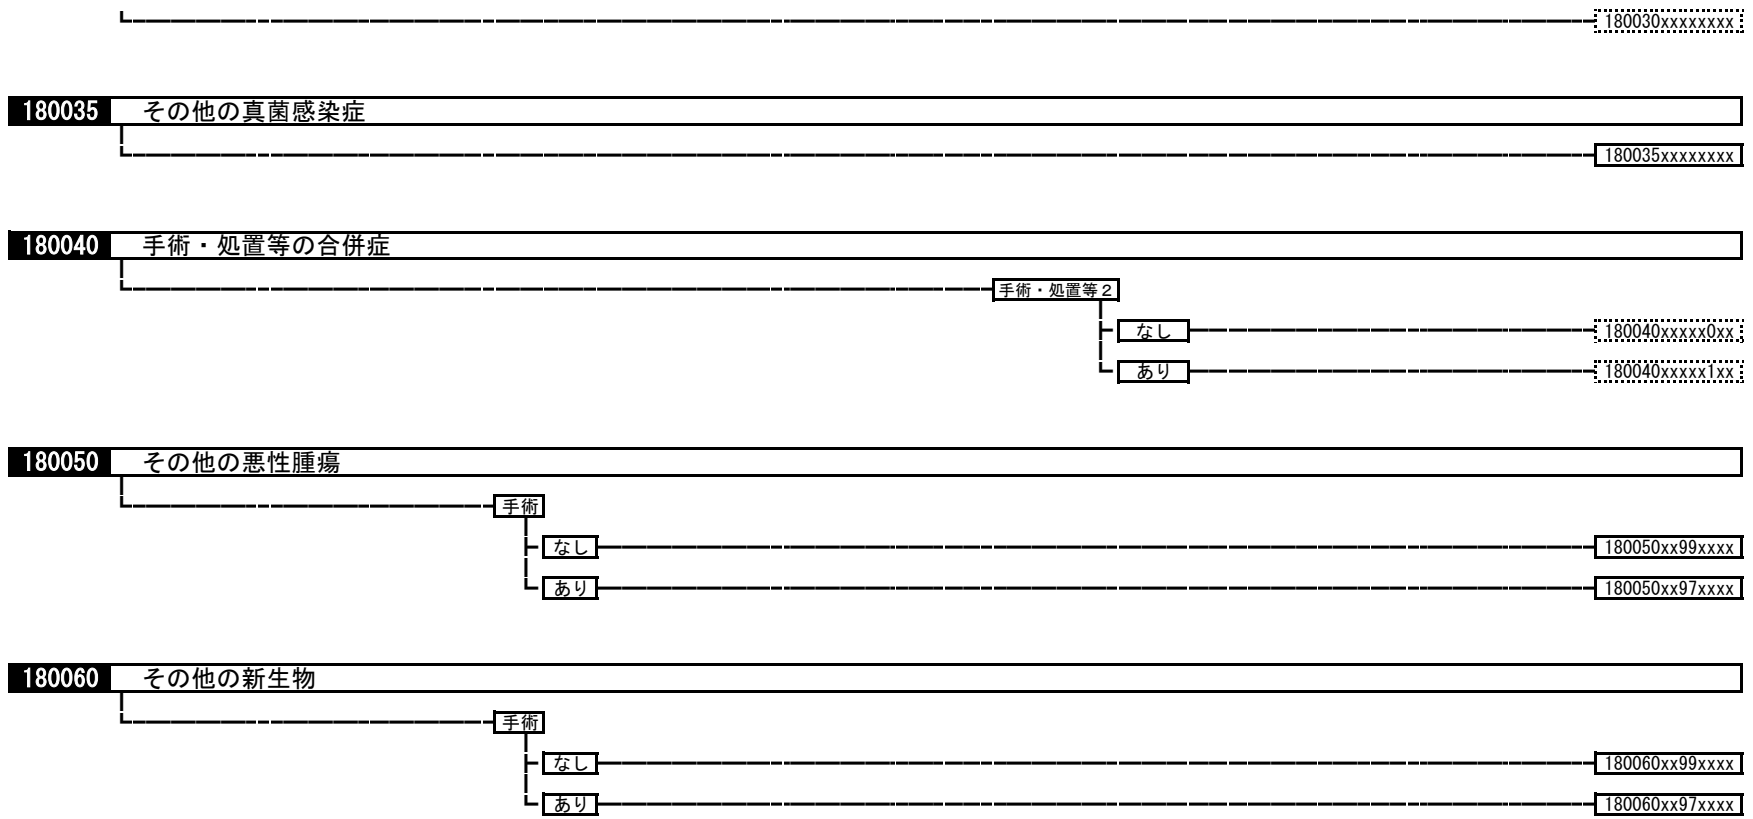 180030xxxxxxxx
180035 その他の真菌感染症
180035xxxxxxxx
180040 手術・処置等の合併症
手術・処置等２
なし 180040xxxxx0xx
あり 180040xxxxx1xx
180050 その他の悪性腫瘍
手術
なし 180050xx99xxxx
あり 180050xx97xxxx
180060 その他の新生物
手術
なし 180060xx99xxxx
あり 180060xx97xxxx